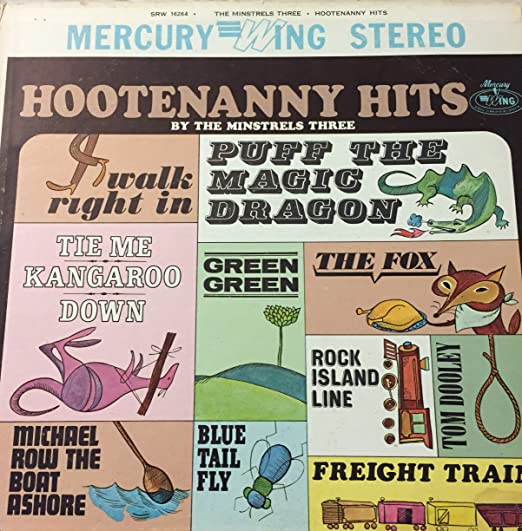 SRW 16264 • THE MINSTRELS THREE • HOOTENANNY HITS
MERCURY WING STEREO
HOOTENANNY HITS
Mercury
WING
BY THE MINSTRELS THREE
walk
right in
PUFF THE
MAGIC
DRAGON
TIE ME
KANGAROO
DOWN
GREEN
GREEN
THE FOX
ROCK
ISLAND
LINE
TOM DOOLEY
MICHAEL
ROW THE
BOAT
ASHORE
BLUE
TAIL
FLY
FREIGHT TRAI